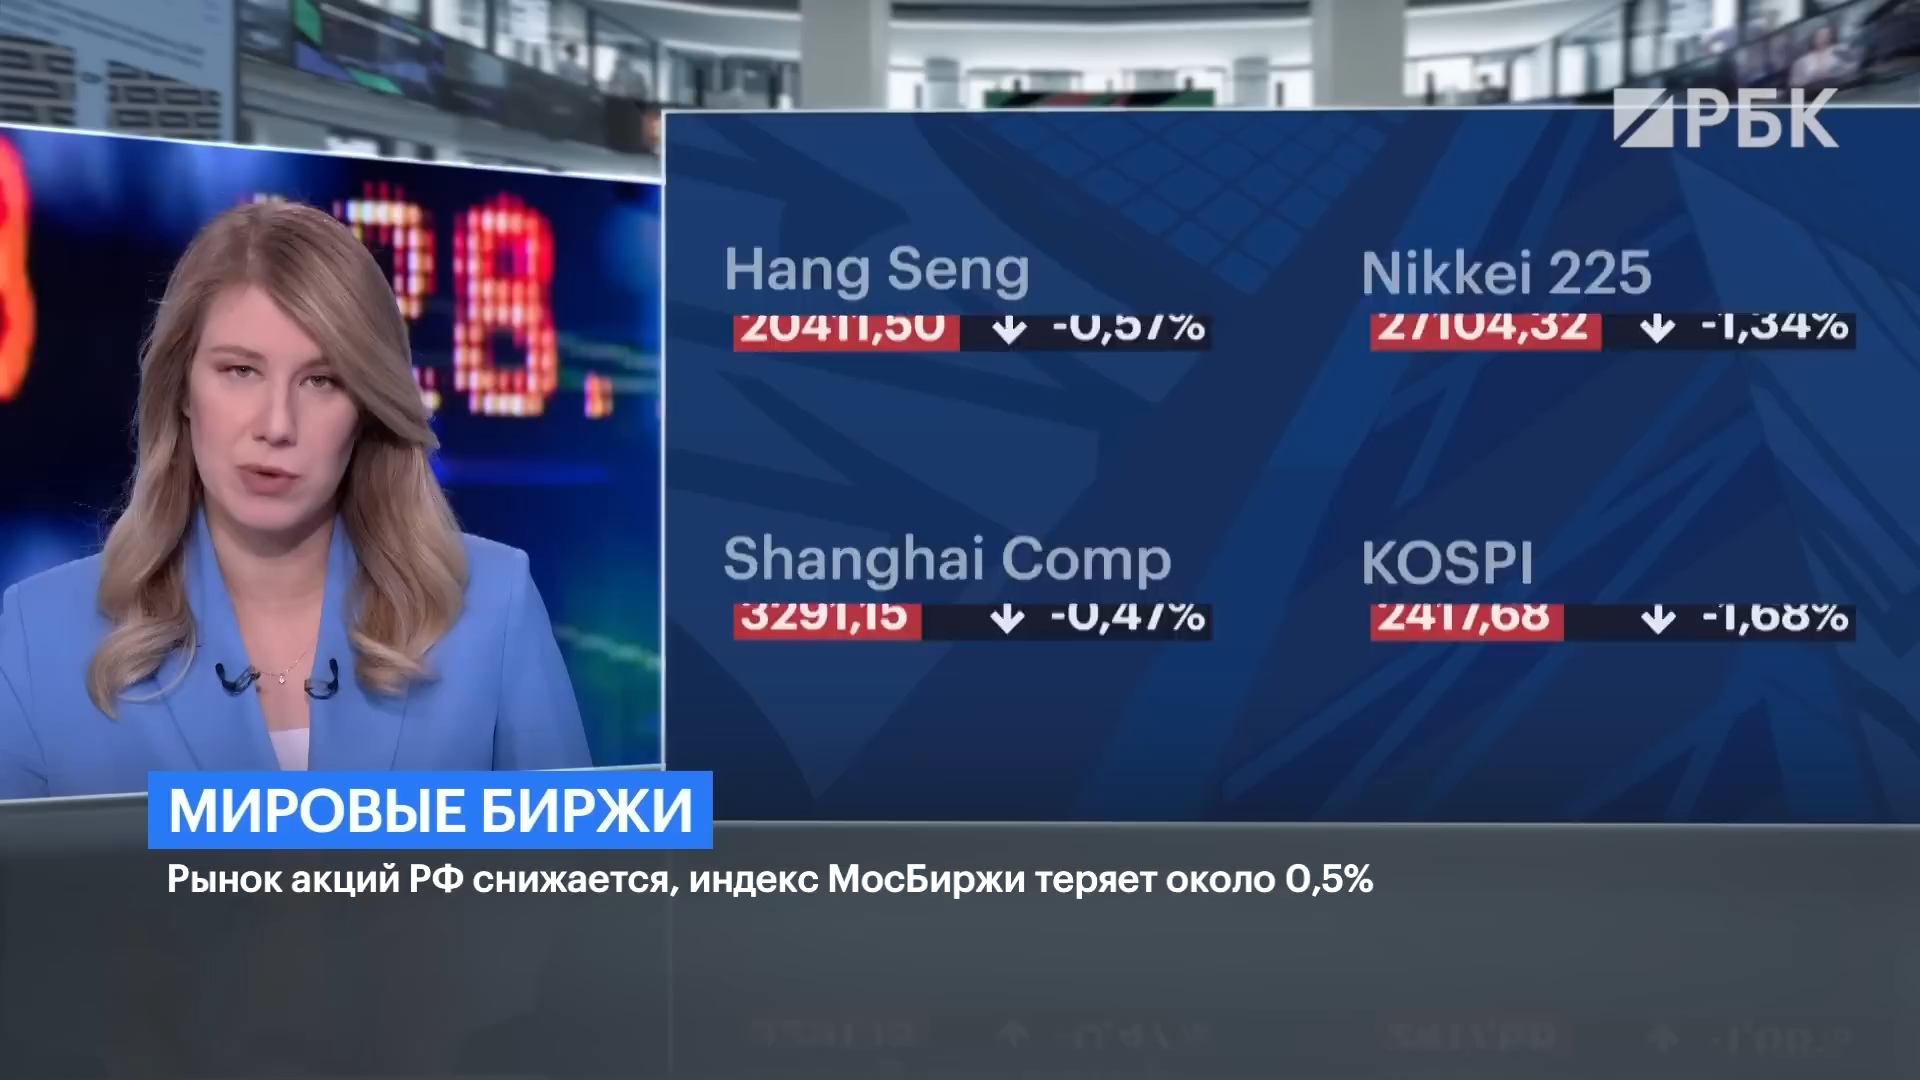 РБК
Hang Seng
20411,50 ↓ -0,57%
Nikkei 225
27104,32 ↓ -1,34%
Shanghai Comp
3291,15 ↓ -0,47%
KOSPI
2417,68 ↓ -1,68%
28.
МИРОВЫЕ БИРЖИ
Рынок акций РФ снижается, индекс МосБиржи теряет около 0,5%